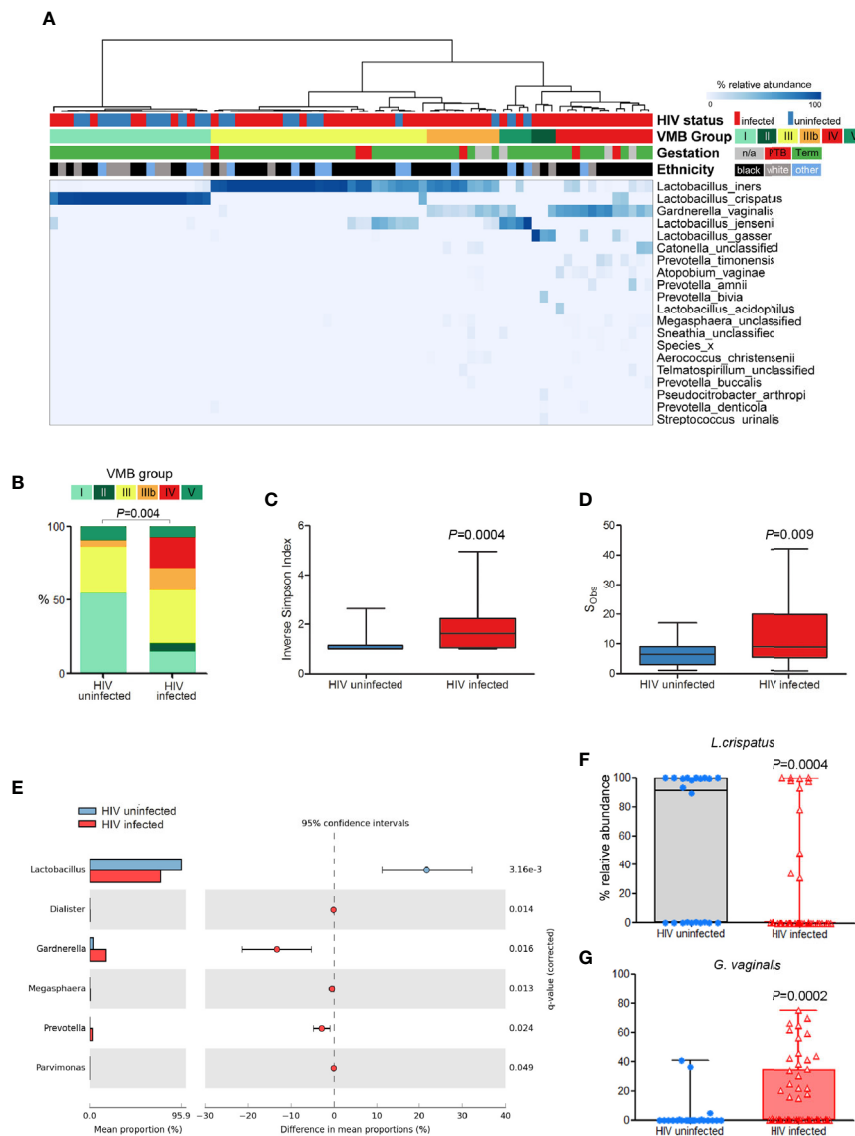 A
% relative abundance
0 100
HIV status
infected uninfected
VMB Group
I II III IIIb IV V
Gestation
n/a PTB Term
Ethnicity
black white other
Lactobacillus_iners
Lactobacillus_crispatus
Gardnerella_vaginalis
Lactobacillus_jenseni
Lactobacillus_gasser
Catonella_unclassified
Prevotella_timonensis
Atopobium_vaginae
Prevotella_amnii
Prevotella_bivia
Lactobacillus_acidophilus
Megasphaera_unclassified
Sneathia_unclassified
Species_x
Aerococcus_christensenii
Telmatospirillum_unclassified
Prevotella_buccalis
Pseudocitrobacter_arthropi
Prevotella_denticola
Streptococcus_urinalis
B
VMB group
I II III IIIb IV V
P=0.004
100
50
0
%
HIV uninfected
HIV infected
C
P=0.0004
6
4
2
0
Inverse Simpson Index
HIV uninfected HIV infected
D
P=0.009
50
40
30
20
10
0
SObs
HIV uninfected HIV infected
E
HIV uninfected
HIV infected
95% confidence intervals
Lactobacillus 3.16e-3
Dialister 0.014
Gardnerella 0.016
Megasphaera 0.013
Prevotella 0.024
Parvimonas 0.049
q-value (corrected)
0.0 95.9
Mean proportion (%)
−30 −20 −10 0 10 20 30 40
Difference in mean proportions (%)
F
L.crispatus
P=0.0004
100
80
60
40
20
0
% relative abundance
HIV uninfected HIV infected
G
G. vaginals
P=0.0002
100
80
60
40
20
0
HIV uninfected HIV infected